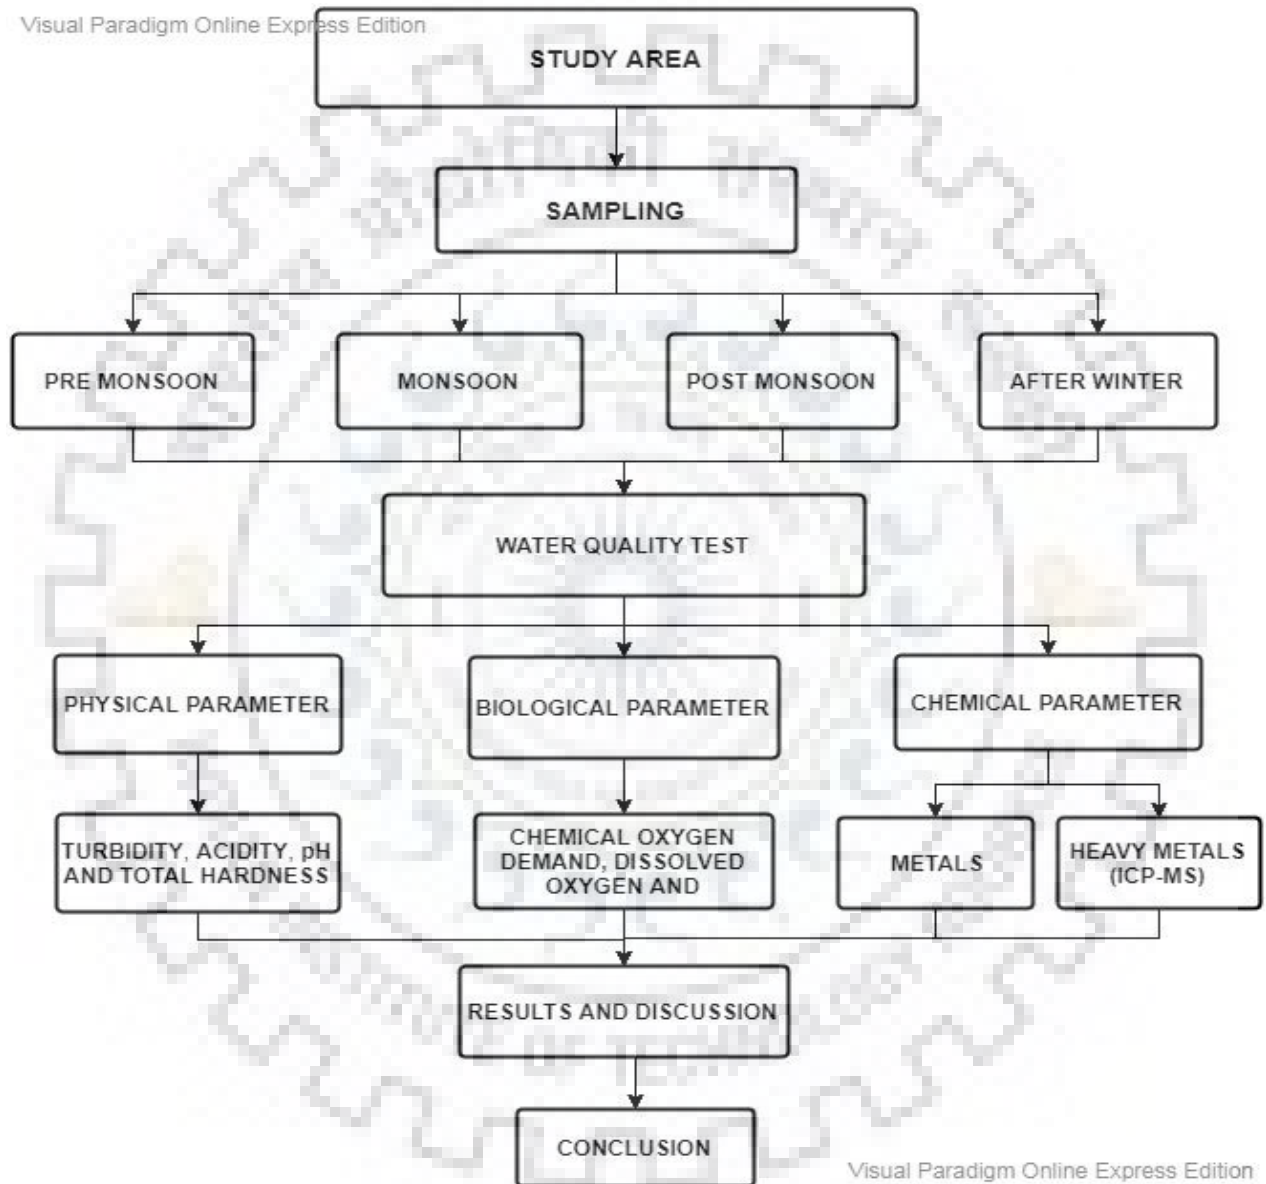 Visual Paradigm Online Express Edition
STUDY AREA
SAMPLING
PRE MONSOON
MONSOON
POST MONSOON
AFTER WINTER
WATER QUALITY TEST
PHYSICAL PARAMETER
BIOLOGICAL PARAMETER
CHEMICAL PARAMETER
TURBIDITY, ACIDITY, pH
AND TOTAL HARDNESS
CHEMICAL OXYGEN
DEMAND, DISSOLVED
OXYGEN AND
METALS
HEAVY METALS
(ICP-MS)
RESULTS AND DISCUSSION
CONCLUSION
Visual Paradigm Online Express Edition